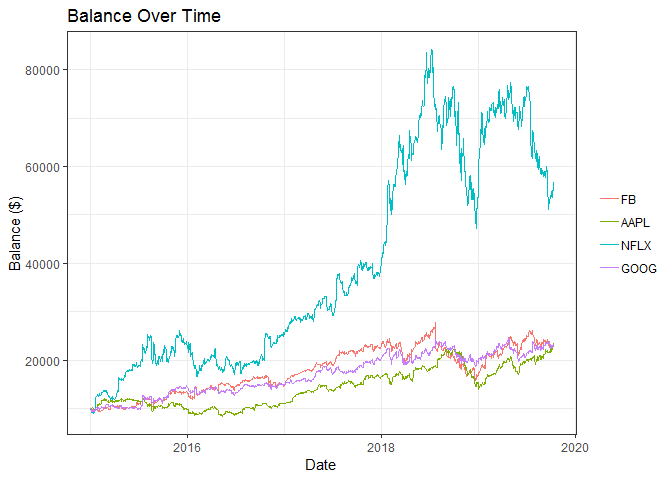 Balance Over Time
Balance ($)
80000
60000
40000
20000
2016
2018
2020
Date
FB
AAPL
NFLX
GOOG